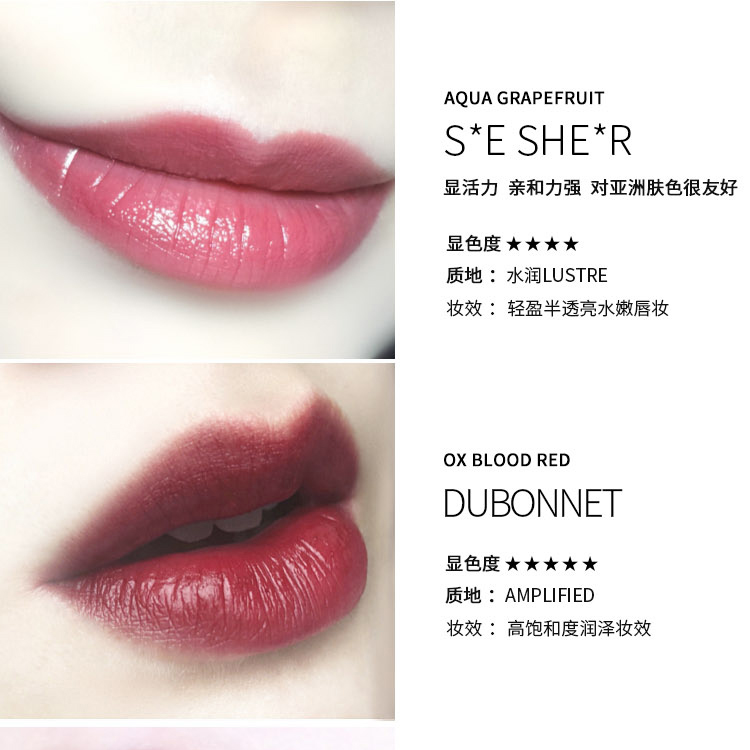 AQUA GRAPEFRUIT
S*E SHE*R
显活力 亲和力强 对亚洲肤色很友好
显色度 ★★★★
质地 ： 水润LUSTRE
妆效 ： 轻盈半透亮水嫩唇妆
OX BLOOD RED
DUBONNET
显色度 ★★★★★
质地 ： AMPLIFIED
妆效 ： 高饱和度润泽妆效